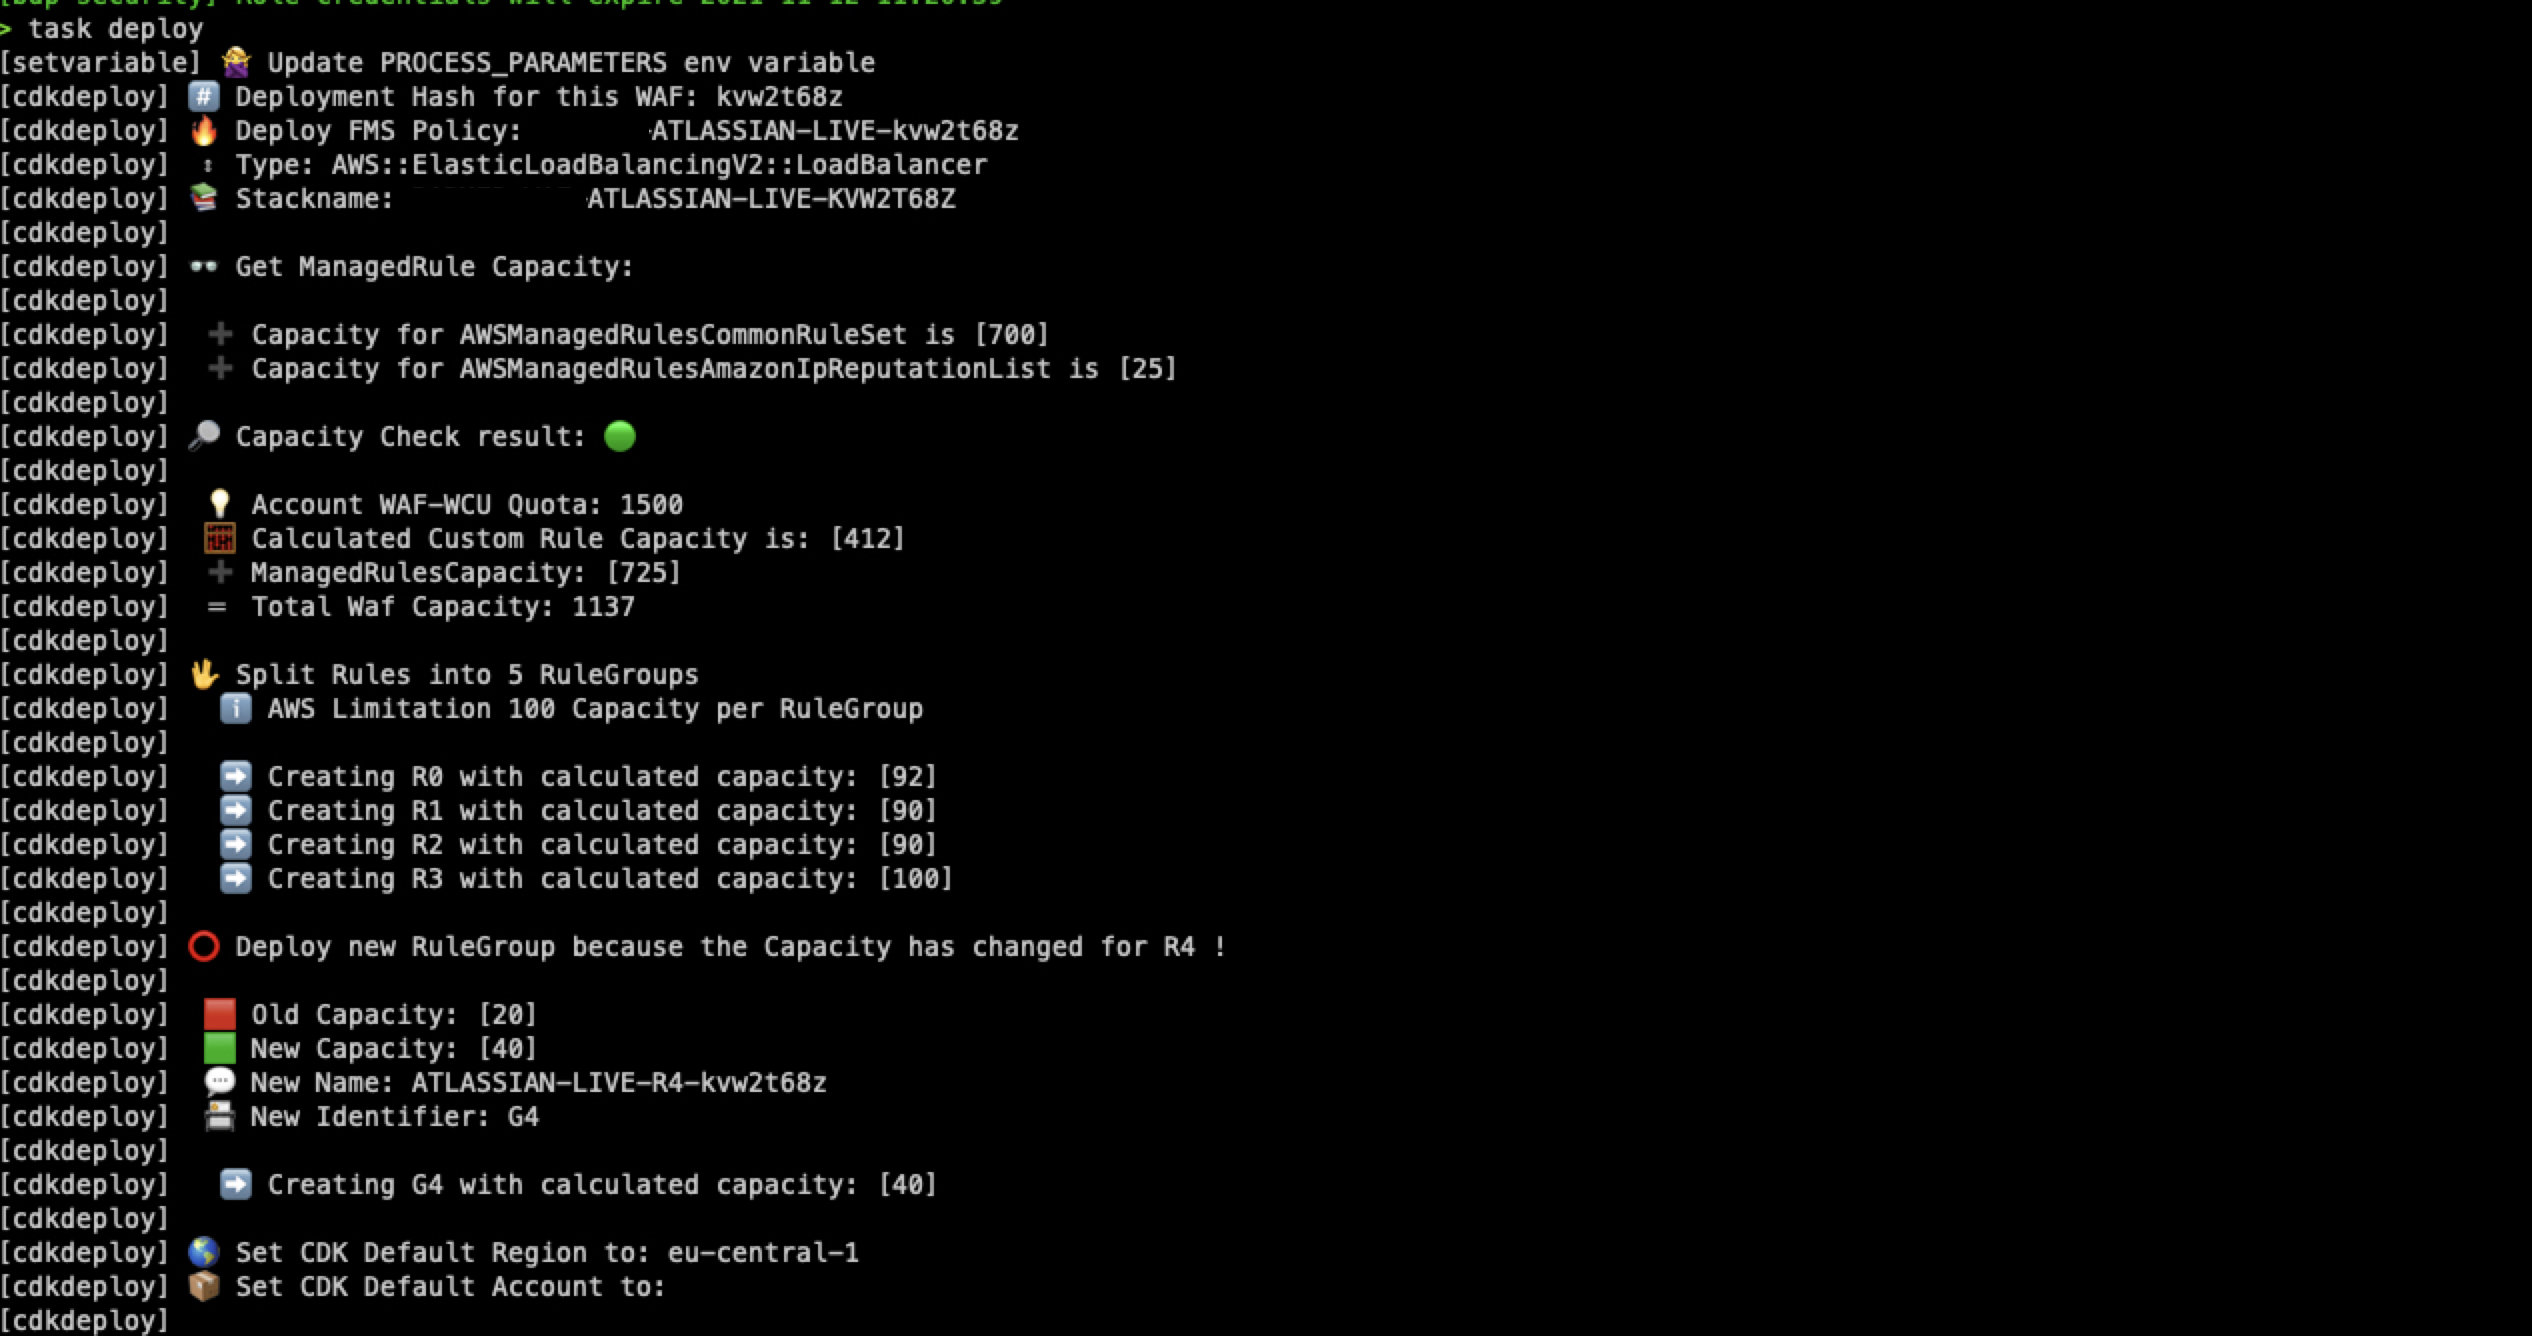 > task deploy
[setvariable] Update PROCESS_PARAMETERS env variable
[cdkdeploy] #️⃣ Deployment Hash for this WAF: kvw2t68z
[cdkdeploy] 🔥 Deploy FMS Policy: ATLASSIAN-LIVE-kvw2t68z
[cdkdeploy] Type: AWS::ElasticLoadBalancingV2::LoadBalancer
[cdkdeploy] 📚 Stackname: ATLASSIAN-LIVE-KVW2T68Z
[cdkdeploy]
[cdkdeploy] 👓 Get ManagedRule Capacity:
[cdkdeploy]
[cdkdeploy] ➕ Capacity for AWSManagedRulesCommonRuleSet is [700]
[cdkdeploy] ➕ Capacity for AWSManagedRulesAmazonIpReputationList is [25]
[cdkdeploy]
[cdkdeploy] 🔎 Capacity Check result: 🟢
[cdkdeploy]
[cdkdeploy] 💡 Account WAF-WCU Quota: 1500
[cdkdeploy] 🧮 Calculated Custom Rule Capacity is: [412]
[cdkdeploy] ➕ ManagedRulesCapacity: [725]
[cdkdeploy] = Total Waf Capacity: 1137
[cdkdeploy]
[cdkdeploy] 🖖 Split Rules into 5 RuleGroups
[cdkdeploy] ℹ️ AWS Limitation 100 Capacity per RuleGroup
[cdkdeploy]
[cdkdeploy] ➡️ Creating R0 with calculated capacity: [92]
[cdkdeploy] ➡️ Creating R1 with calculated capacity: [90]
[cdkdeploy] ➡️ Creating R2 with calculated capacity: [90]
[cdkdeploy] ➡️ Creating R3 with calculated capacity: [100]
[cdkdeploy]
[cdkdeploy] ⭕ Deploy new RuleGroup because the Capacity has changed for R4 !
[cdkdeploy]
[cdkdeploy] 🟥 Old Capacity: [20]
[cdkdeploy] 🟩 New Capacity: [40]
[cdkdeploy] 💬 New Name: ATLASSIAN-LIVE-R4-kvw2t68z
[cdkdeploy] 📇 New Identifier: G4
[cdkdeploy]
[cdkdeploy] ➡️ Creating G4 with calculated capacity: [40]
[cdkdeploy]
[cdkdeploy] 🌎 Set CDK Default Region to: eu-central-1
[cdkdeploy] 📦 Set CDK Default Account to:
[cdkdeploy]